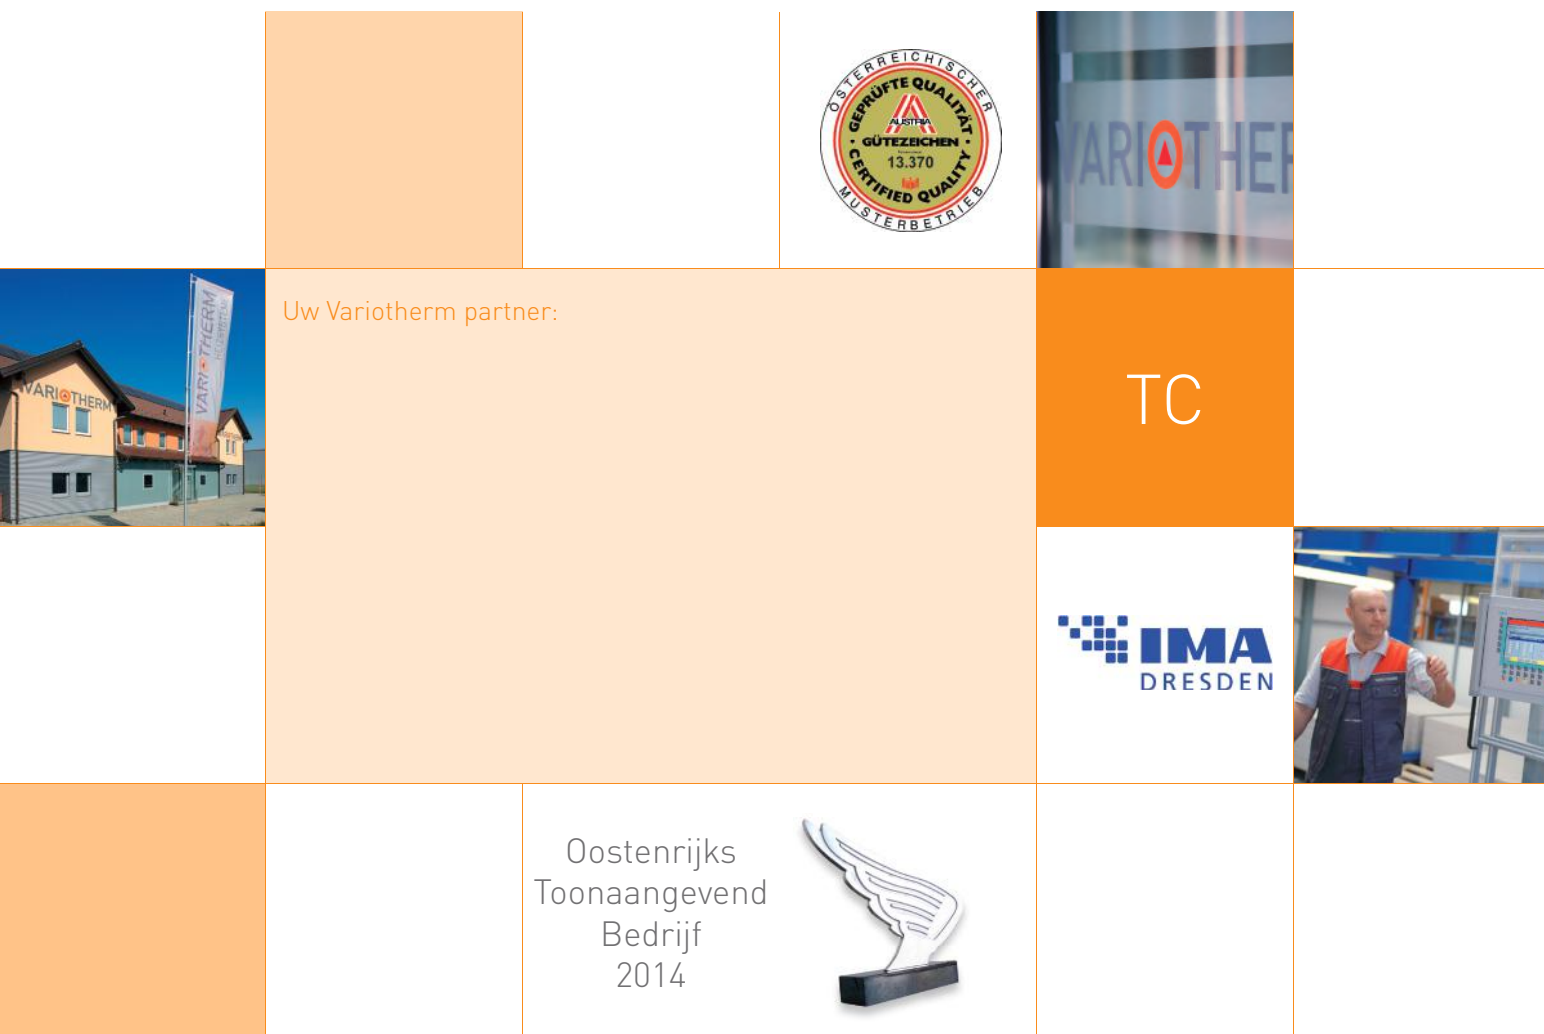 ÖSTERREICHISCHER
GEPRÜFTE QUALITÄT
AUSTRIA
GÜTEZEICHEN
13.370
CERTIFIED QUALITY
MUSTERBETRIEB
VARIOTHER
VARIOTHERM
VARIOTHERM
Uw Variotherm partner:
TC
IMA
DRESDEN
Oostenrijks
Toonaangevend
Bedrijf
2014